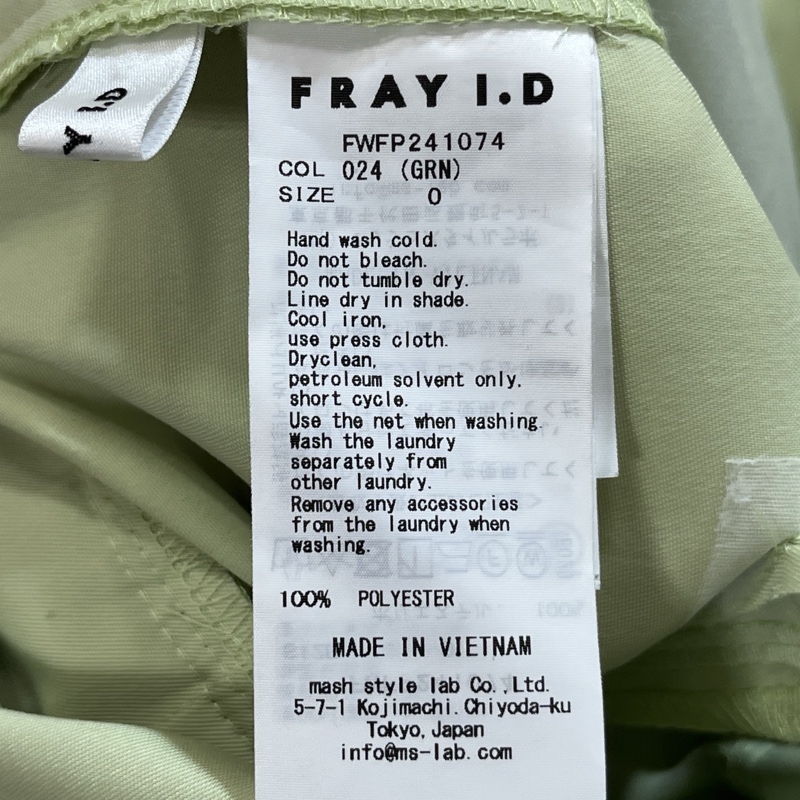 FRAY I.D
FWFP241074
COL 024 (GRN)
SIZE 0
Hand wash cold.
Do not bleach.
Do not tumble dry.
Line dry in shade.
Cool iron,
use press cloth.
Dryclean,
petroleum solvent only.
short cycle.
Use the net when washing.
Wash the laundry
separately from
other laundry.
Remove any accessories
from the laundry when
washing.
100% POLYESTER
MADE IN VIETNAM
mash style lab Co.,Ltd.
5-7-1 Kojimachi.Chiyoda-ku
Tokyo,Japan
info@ms-lab.com
Y I.D